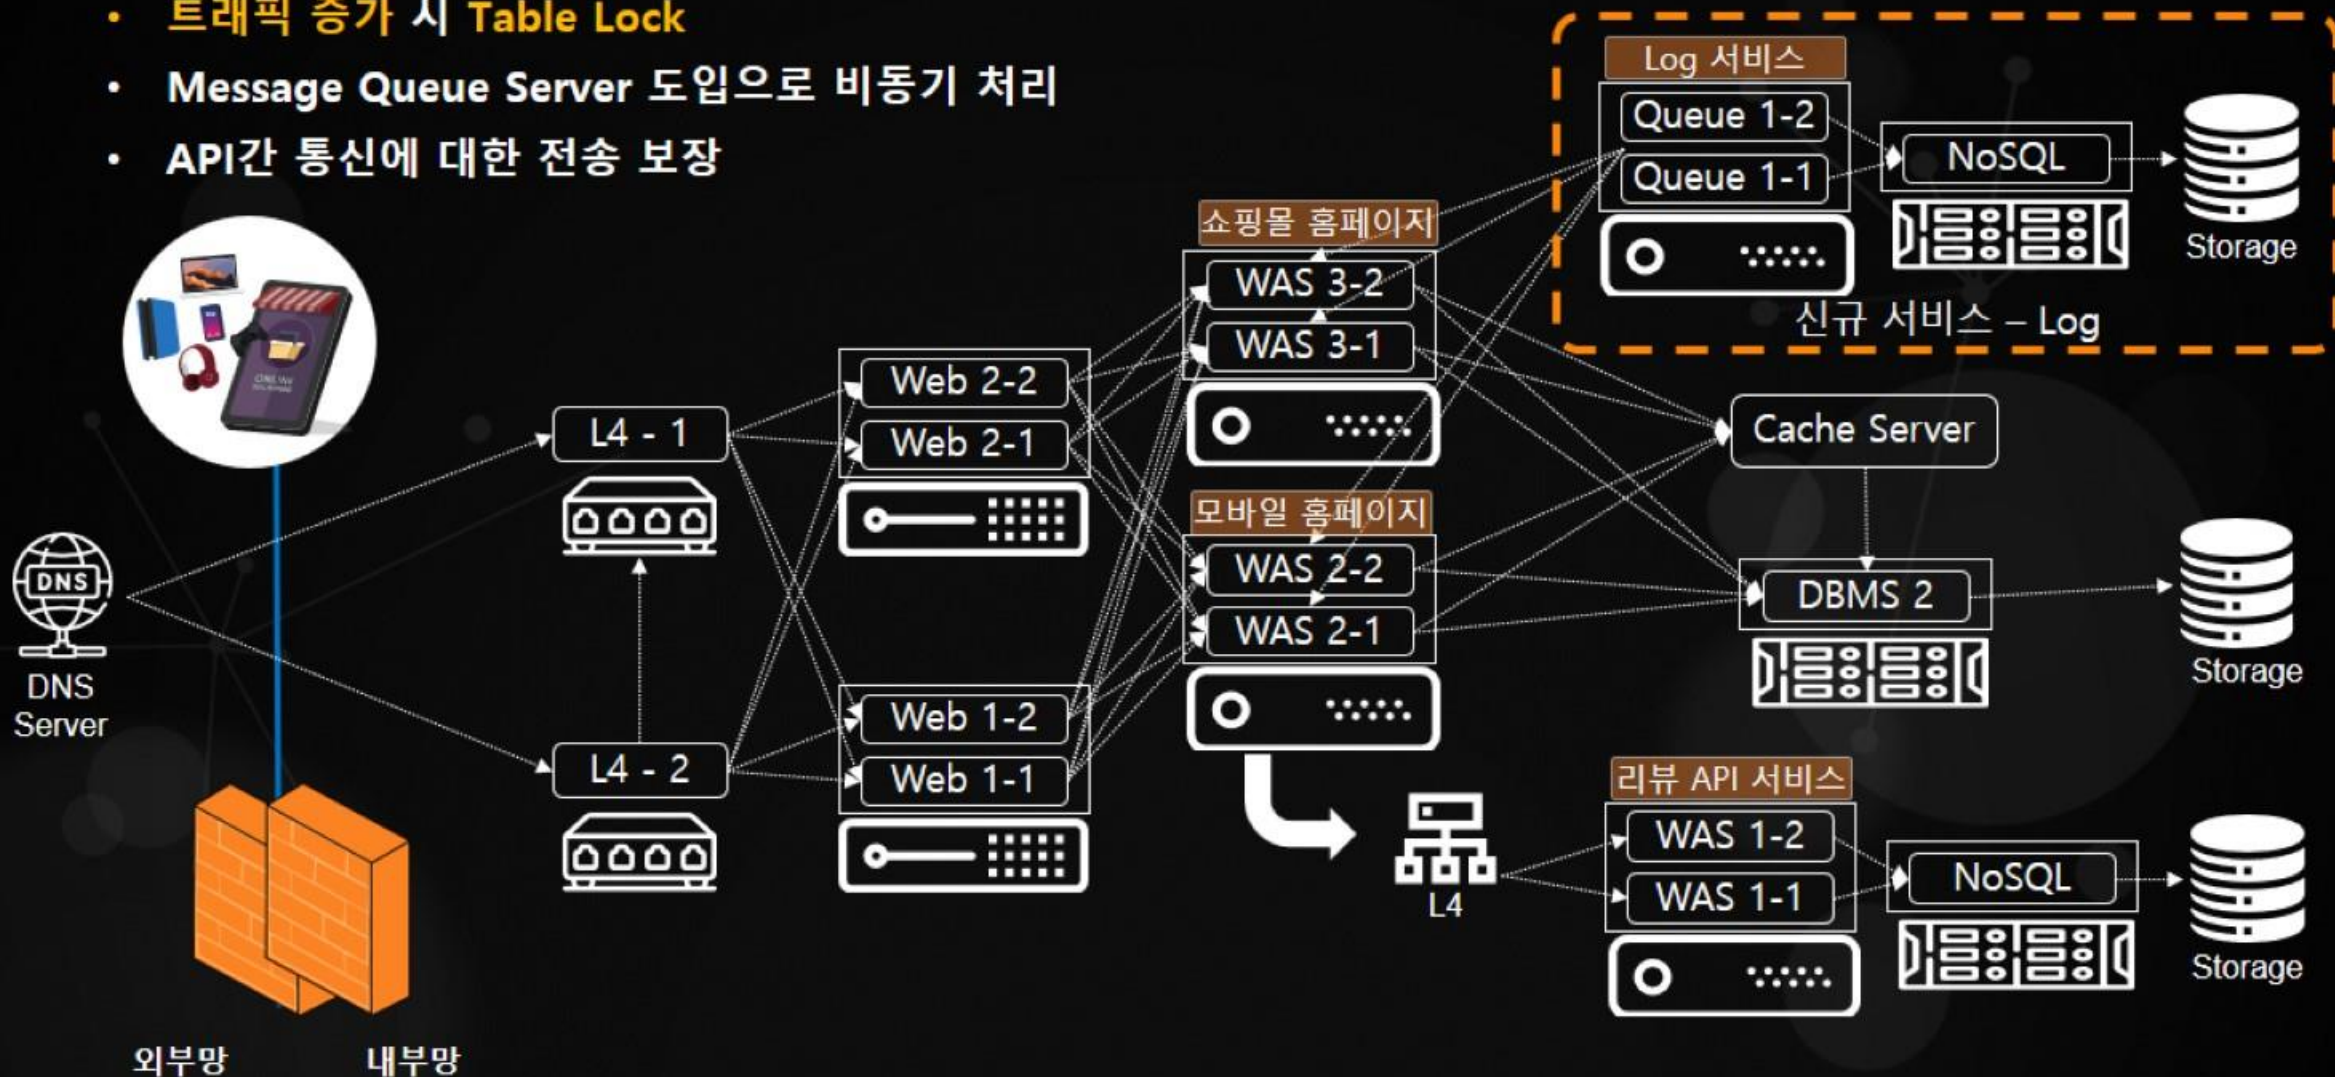 • 트래픽 증가 시 Table Lock
• Message Queue Server 도입으로 비동기 처리
• API간 통신에 대한 전송 보장
Log 서비스
Queue 1-2
Queue 1-1
NoSQL
Storage
신규 서비스 – Log
쇼핑몰 홈페이지
WAS 3-2
WAS 3-1
Web 2-2
Web 2-1
L4 - 1
Cache Server
모바일 홈페이지
WAS 2-2
WAS 2-1
DBMS 2
Storage
DNS
DNS
Server
Web 1-2
Web 1-1
L4 - 2
리뷰 API 서비스
WAS 1-2
WAS 1-1
L4
NoSQL
Storage
외부망
내부망